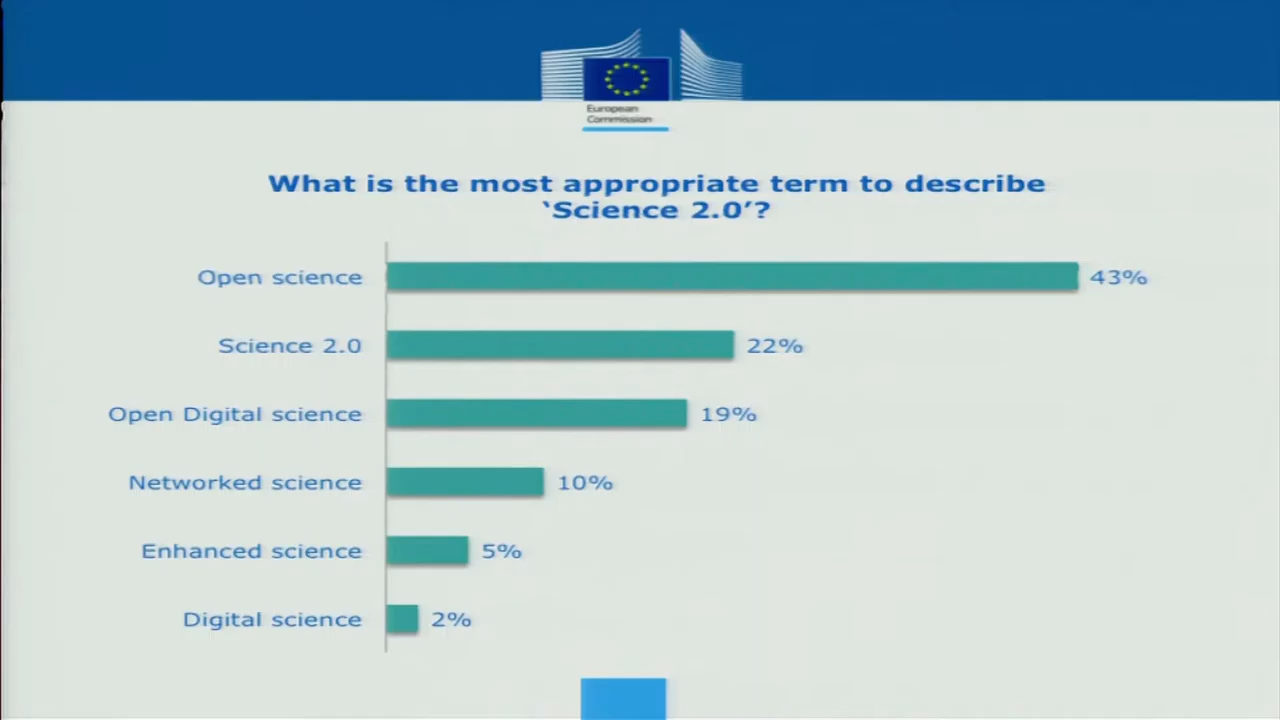 European
Commission
What is the most appropriate term to describe
‘Science 2.0’?
Open science 43%
Science 2.0 22%
Open Digital science 19%
Networked science 10%
Enhanced science 5%
Digital science 2%